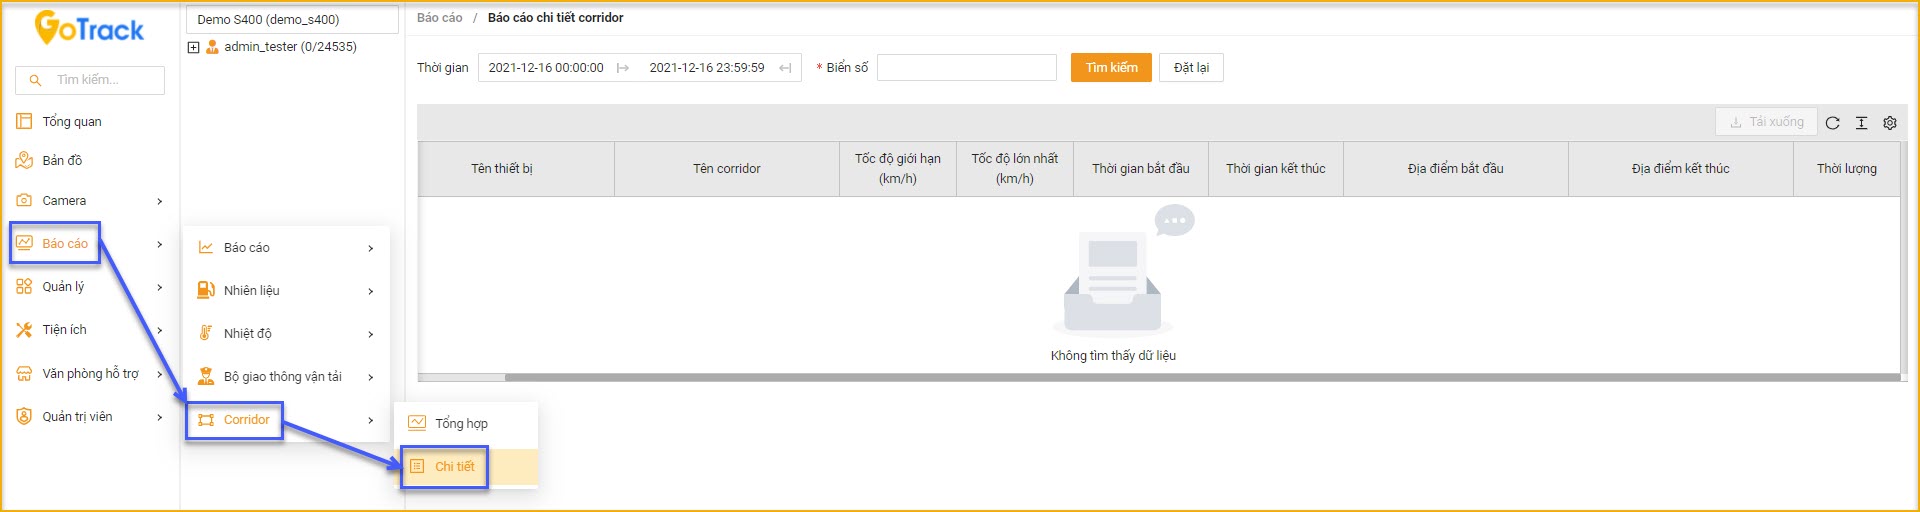 GoTrack
Tìm kiếm...
Tổng quan
Bản đồ
Camera
Báo cáo
Quản lý
Tiện ích
Văn phòng hỗ trợ
Quản trị viên
Demo S400 (demo_s400)
admin_tester (0/24535)
Báo cáo
Nhiên liệu
Nhiệt độ
Bộ giao thông vận tải
Corridor
Tổng hợp
Chi tiết
Báo cáo / Báo cáo chi tiết corridor
Thời gian 2021-12-16 00:00:00 2021-12-16 23:59:59 * Biển số Tìm kiếm Đặt lại
Tải xuống
Tên thiết bị
Tên corridor
Tốc độ giới hạn
(km/h)
Tốc độ lớn nhất
(km/h)
Thời gian bắt đầu
Thời gian kết thúc
Địa điểm bắt đầu
Địa điểm kết thúc
Thời lượng
Không tìm thấy dữ liệu